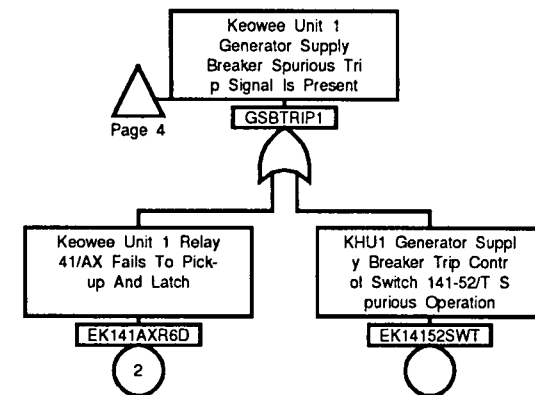 Keowee Unit 1
Generator Supply
Breaker Spurious Tri
p Signal Is Present
Page 4
GSBTRIP1
Keowee Unit 1 Relay
41/AX Fails To Pick-
up And Latch
EK141AXR6D
2
KHU1 Generator Suppl
y Breaker Trip Contr
ol Switch 141-52/T S
purious Operation
EK14152SWT